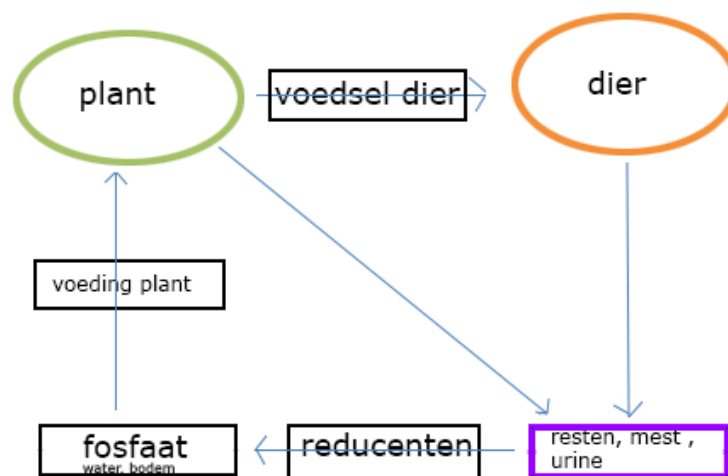 plant
voedsel dier
dier
voeding plant
fosfaat
water, bodem
reducenten
resten, mest ,
urine